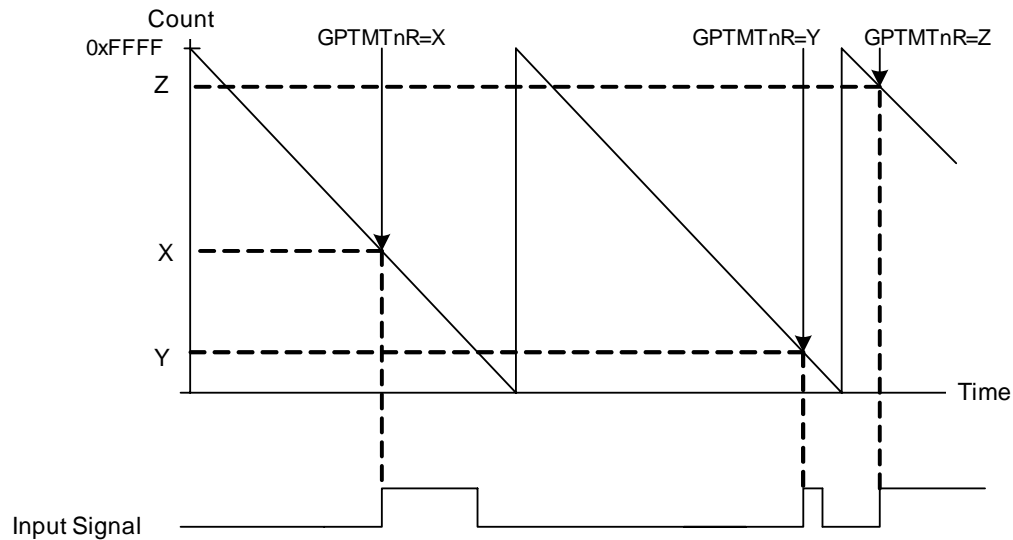 Count
0xFFFF
GPTMTnR=X
GPTMTnR=Y
GPTMTnR=Z
Z
X
Y
Time
Input Signal